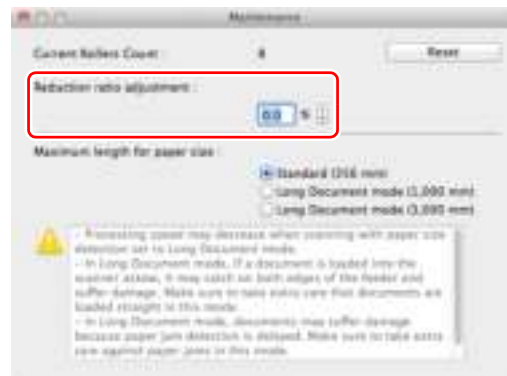 Maintenance
Current Rollers Count : 8 Reset
Reduction ratio adjustment :
0.0 %
Maximum length for paper size :
Standard (356 mm)
Long Document mode (1,000 mm)
Long Document mode (3,000 mm)
- Processing speed may decrease when scanning with paper size
detection set to Long Document mode.
- In Long Document mode, if a document is loaded into the
scanner askew, it may catch on both edges of the feeder and
suffer damage. Make sure to take extra care that documents are
loaded straight in this mode.
- In Long Document mode, documents may suffer damage
because paper jam detection is delayed. Make sure to take extra
care against paper jams in this mode.